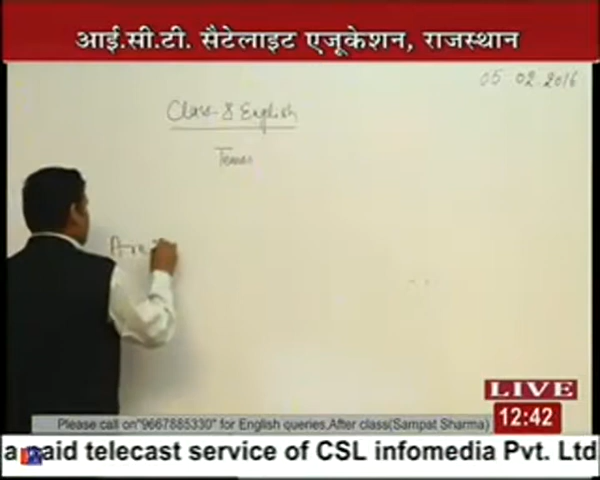 आई.सी.टी. सैटेलाइट एजूकेशन, राजस्थान
05 02 2016
Class-8 English
LIVE
12:42
Please call on"9667885330" for English queries,After class(Sampat Sharma)
a paid telecast service of CSL infomedia Pvt. Ltd